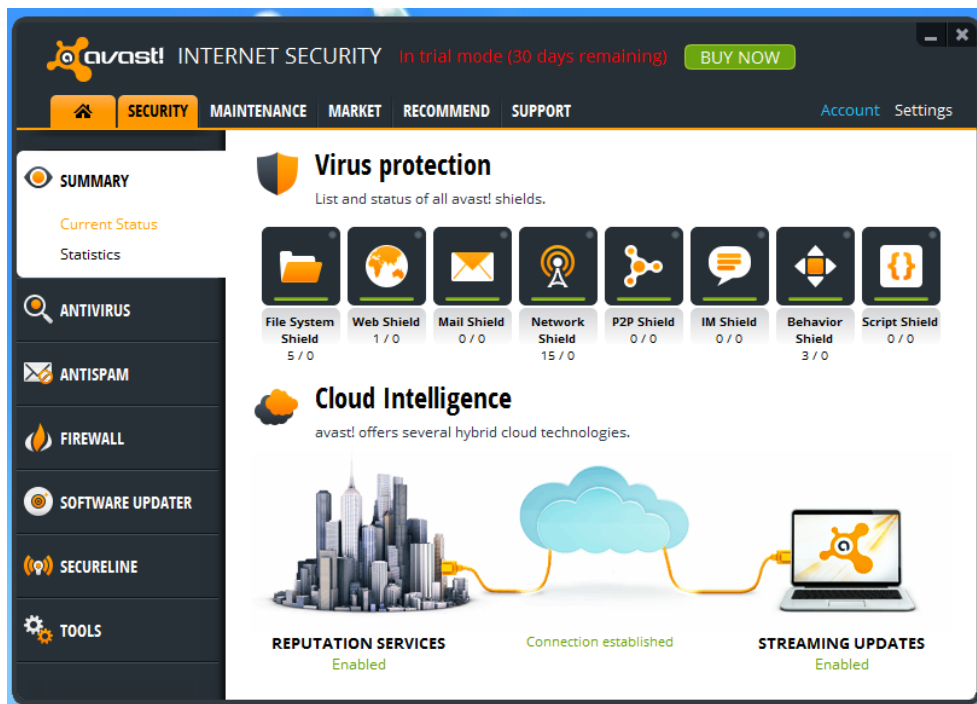 avast! INTERNET SECURITY In trial mode (30 days remaining) BUY NOW
SECURITY MAINTENANCE MARKET RECOMMEND SUPPORT Account Settings
SUMMARY
Current Status
Statistics
ANTIVIRUS
ANTISPAM
FIREWALL
SOFTWARE UPDATER
SECURELINE
TOOLS
Virus protection
List and status of all avast! shields.
File System Shield
5 / 0
Web Shield
1 / 0
Mail Shield
0 / 0
Network Shield
15 / 0
P2P Shield
0 / 0
IM Shield
0 / 0
Behavior Shield
3 / 0
Script Shield
0 / 0
Cloud Intelligence
avast! offers several hybrid cloud technologies.
REPUTATION SERVICES
Enabled
Connection established
STREAMING UPDATES
Enabled